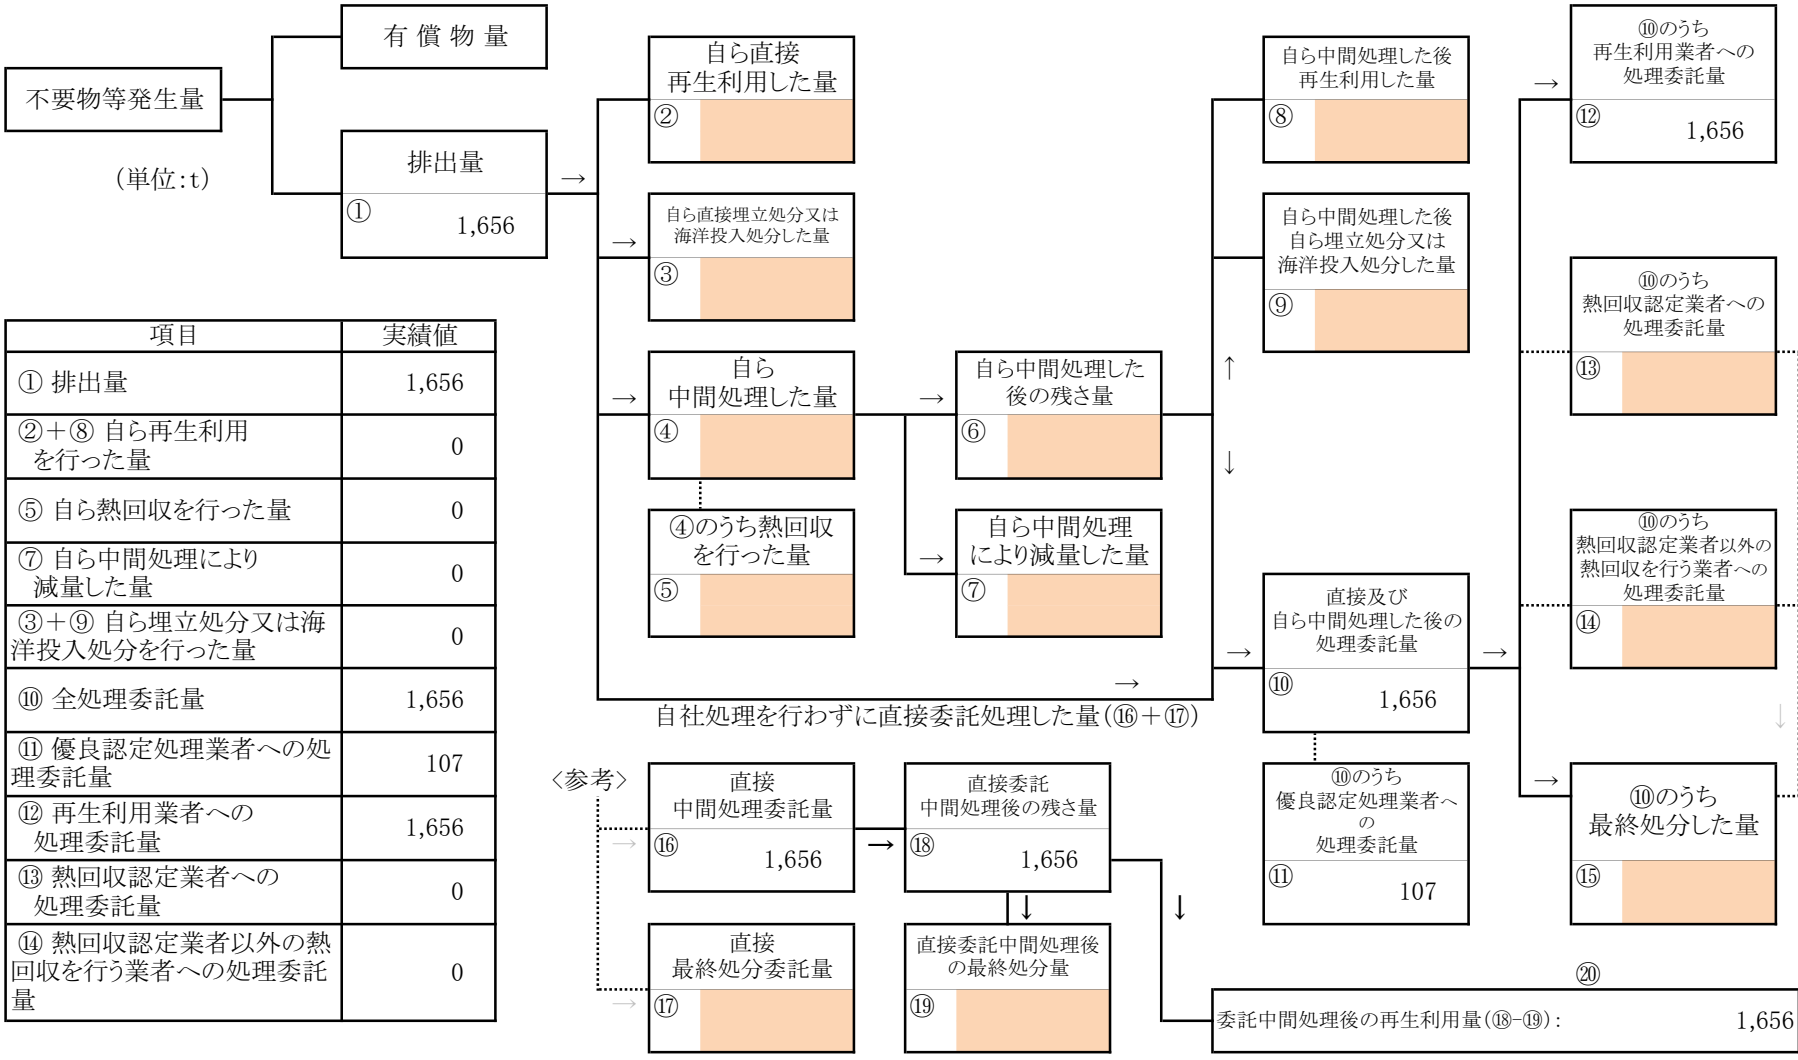 不要物等発生量
(単位:t)
有 償 物 量
排出量
①
1,656
→
自ら直接
再生利用した量
②
→
自ら直接埋立処分又は
海洋投入処分した量
③
→
自ら
中間処理した量
④
④のうち熱回収
を行った量
⑤
→
自ら中間処理した
後の残さ量
⑥
→
自ら中間処理
により減量した量
⑦
↑
↓
自ら中間処理した後
再生利用した量
⑧
自ら中間処理した後
自ら埋立処分又は
海洋投入処分した量
⑨
→
自社処理を行わずに直接委託処理した量(⑯+⑰)
→
直接及び
自ら中間処理した後の
処理委託量
⑩
1,656
→
⑩のうち
優良認定処理業者へ
の
処理委託量
⑪
107
→
⑩のうち
再生利用業者への
処理委託量
⑫
1,656
⑩のうち
熱回収認定業者への
処理委託量
⑬
⑩のうち
熱回収認定業者以外の
熱回収を行う業者への
処理委託量
⑭
↓
→
⑩のうち
最終処分した量
⑮
項目 実績値
① 排出量 1,656
②+⑧ 自ら再生利用
を行った量 0
⑤ 自ら熱回収を行った量 0
⑦ 自ら中間処理により
減量した量 0
③+⑨ 自ら埋立処分又は海
洋投入処分を行った量 0
⑩ 全処理委託量 1,656
⑪ 優良認定処理業者への処
理委託量 107
⑫ 再生利用業者への
処理委託量 1,656
⑬ 熱回収認定業者への
処理委託量 0
⑭ 熱回収認定業者以外の熱
回収を行う業者への処理委託
量 0
<参考>
→
直接
中間処理委託量
⑯
1,656
→
直接委託
中間処理後の残さ量
⑱
1,656
↓
↓
→
直接
最終処分委託量
⑰
直接委託中間処理後
の最終処分量
⑲
⑳
委託中間処理後の再生利用量(⑱-⑲): 1,656